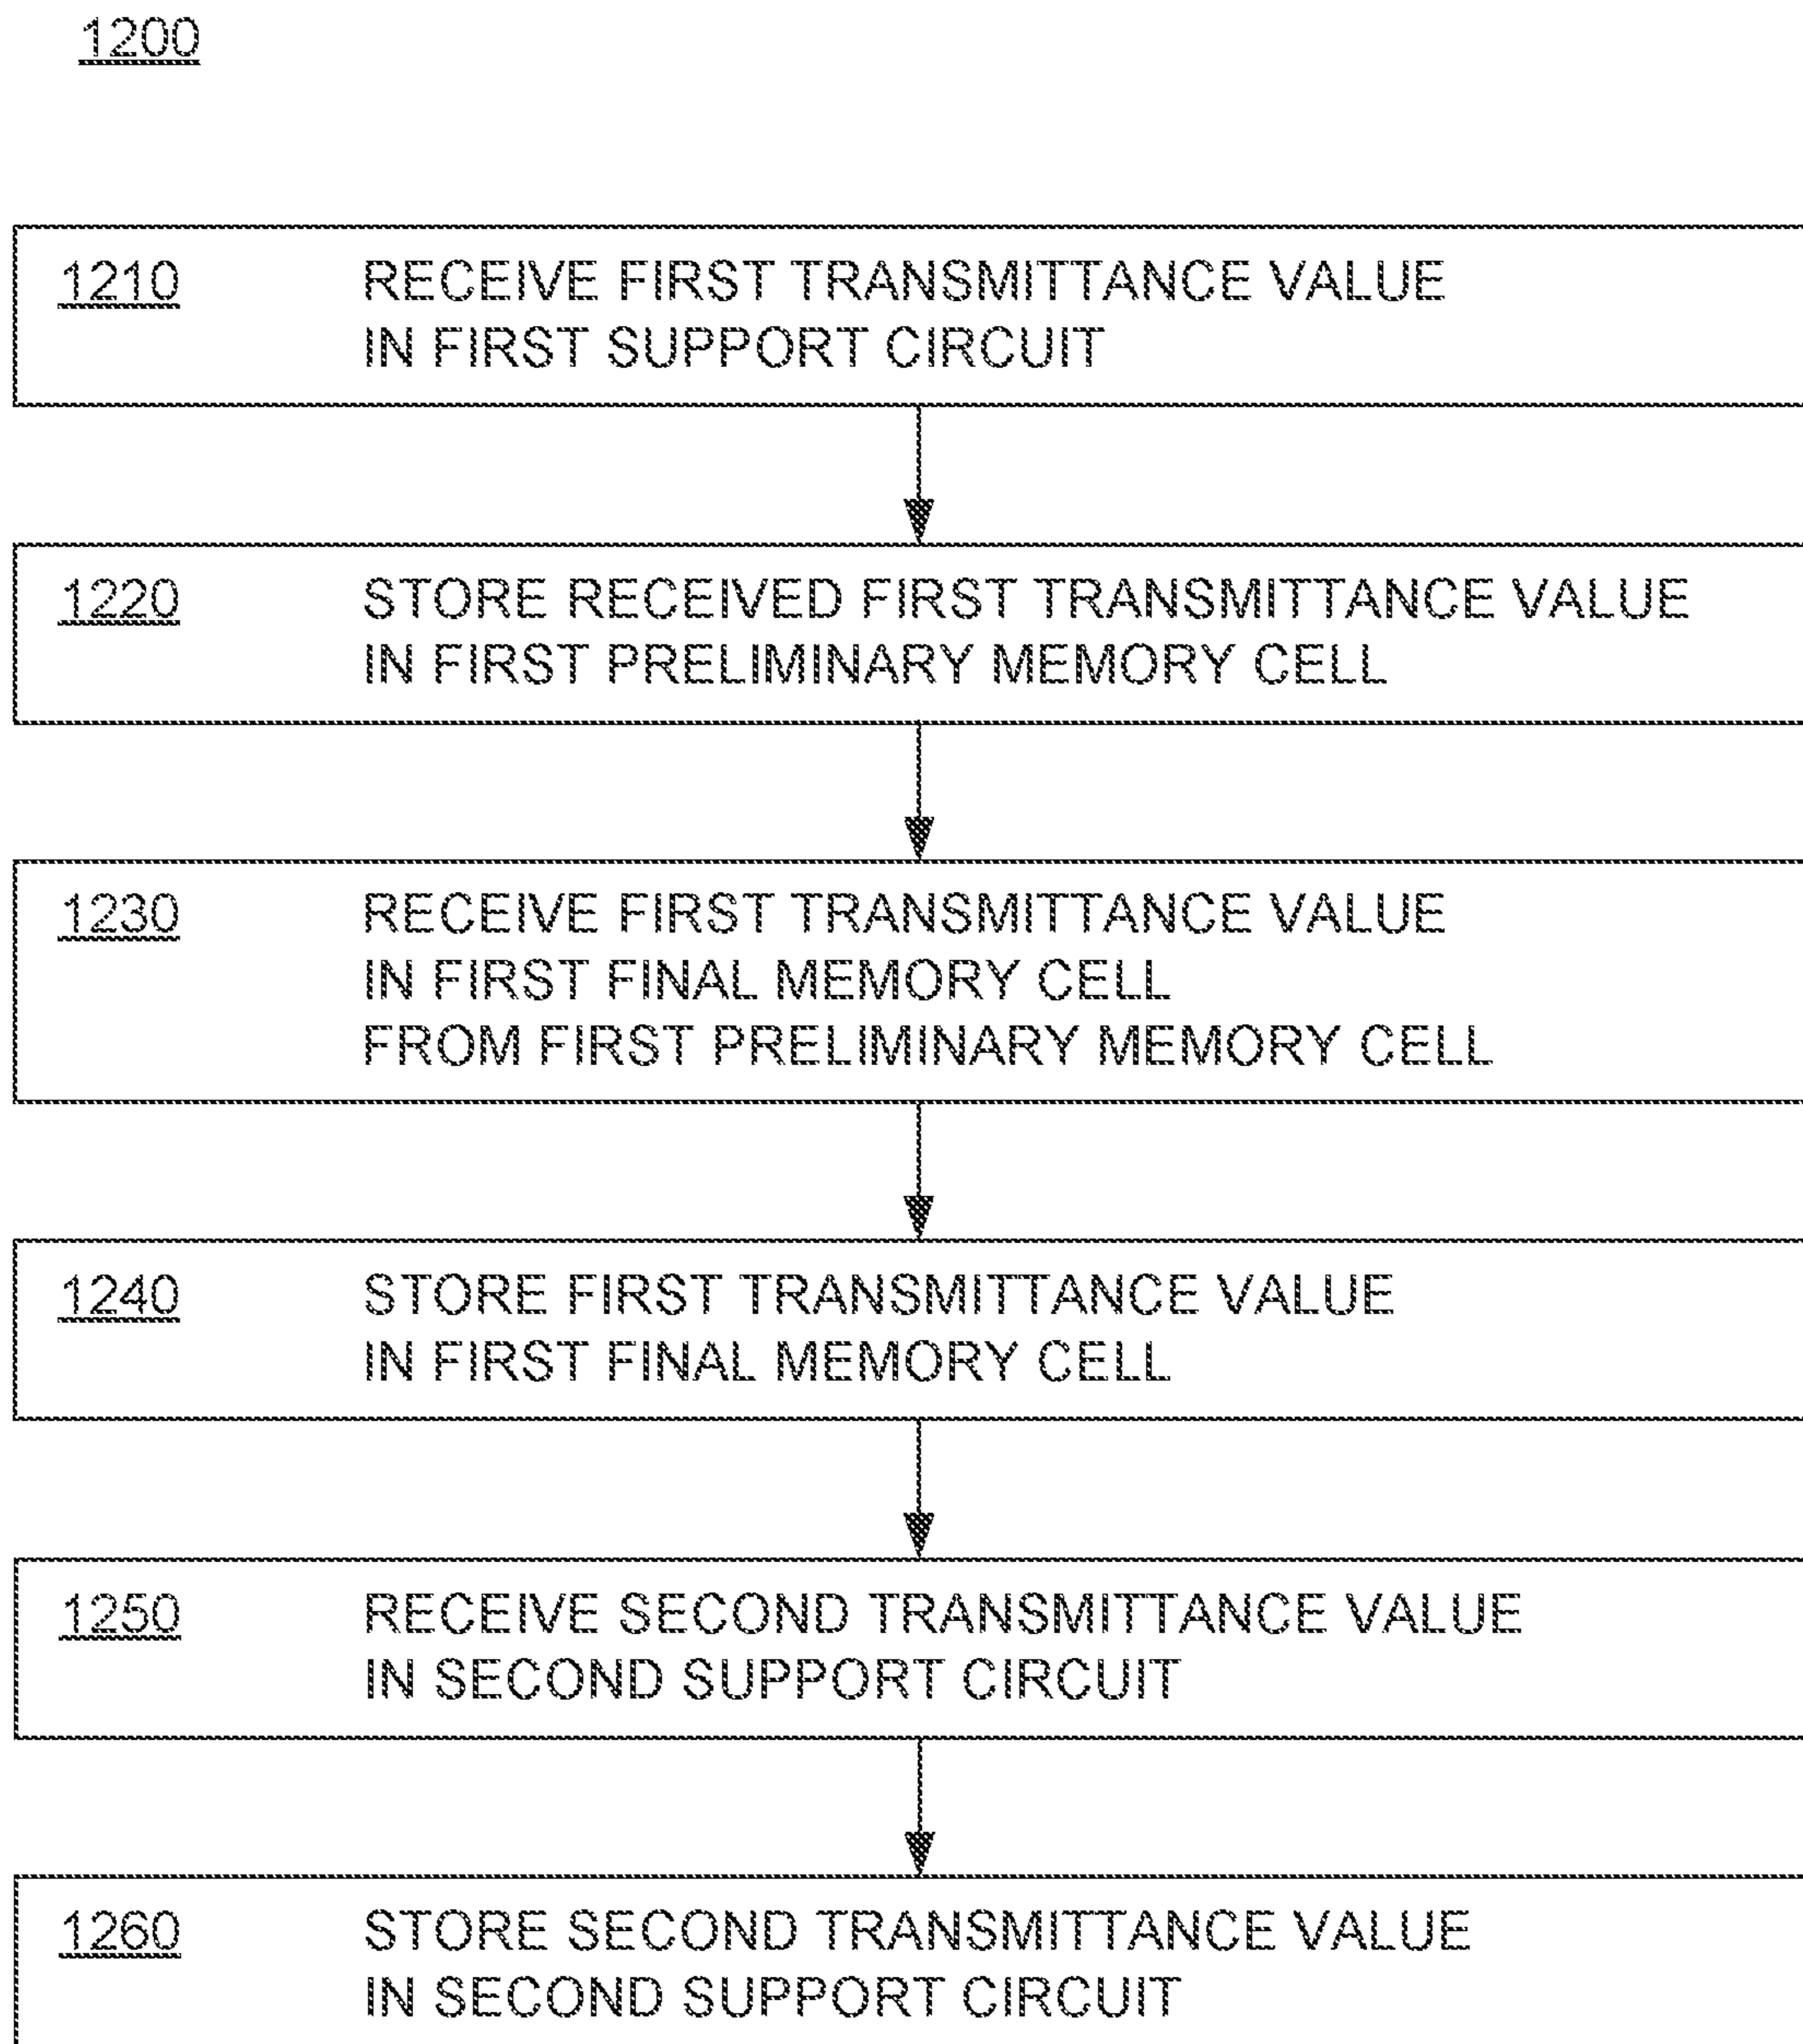 1200
1210 RECEIVE FIRST TRANSMITTANCE VALUE
IN FIRST SUPPORT CIRCUIT
1220 STORE RECEIVED FIRST TRANSMITTANCE VALUE
IN FIRST PRELIMINARY MEMORY CELL
1230 RECEIVE FIRST TRANSMITTANCE VALUE
IN FIRST FINAL MEMORY CELL
FROM FIRST PRELIMINARY MEMORY CELL
1240 STORE FIRST TRANSMITTANCE VALUE
IN FIRST FINAL MEMORY CELL
1250 RECEIVE SECOND TRANSMITTANCE VALUE
IN SECOND SUPPORT CIRCUIT
1260 STORE SECOND TRANSMITTANCE VALUE
IN SECOND SUPPORT CIRCUIT